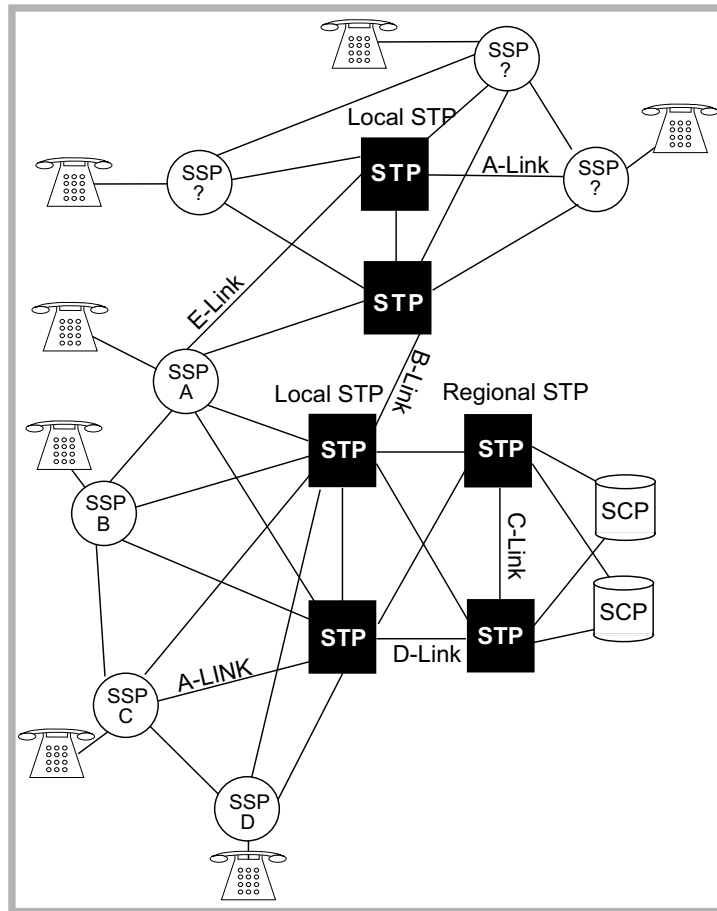 SSP
?
Local STP
STP
A-Link
SSP
?
SSP
?
STP
E-Link
B-Link
SSP
A
Local STP
Regional STP
STP
STP
SCP
SSP
B
C-Link
SCP
STP
STP
D-Link
A-LINK
SSP
C
SSP
D